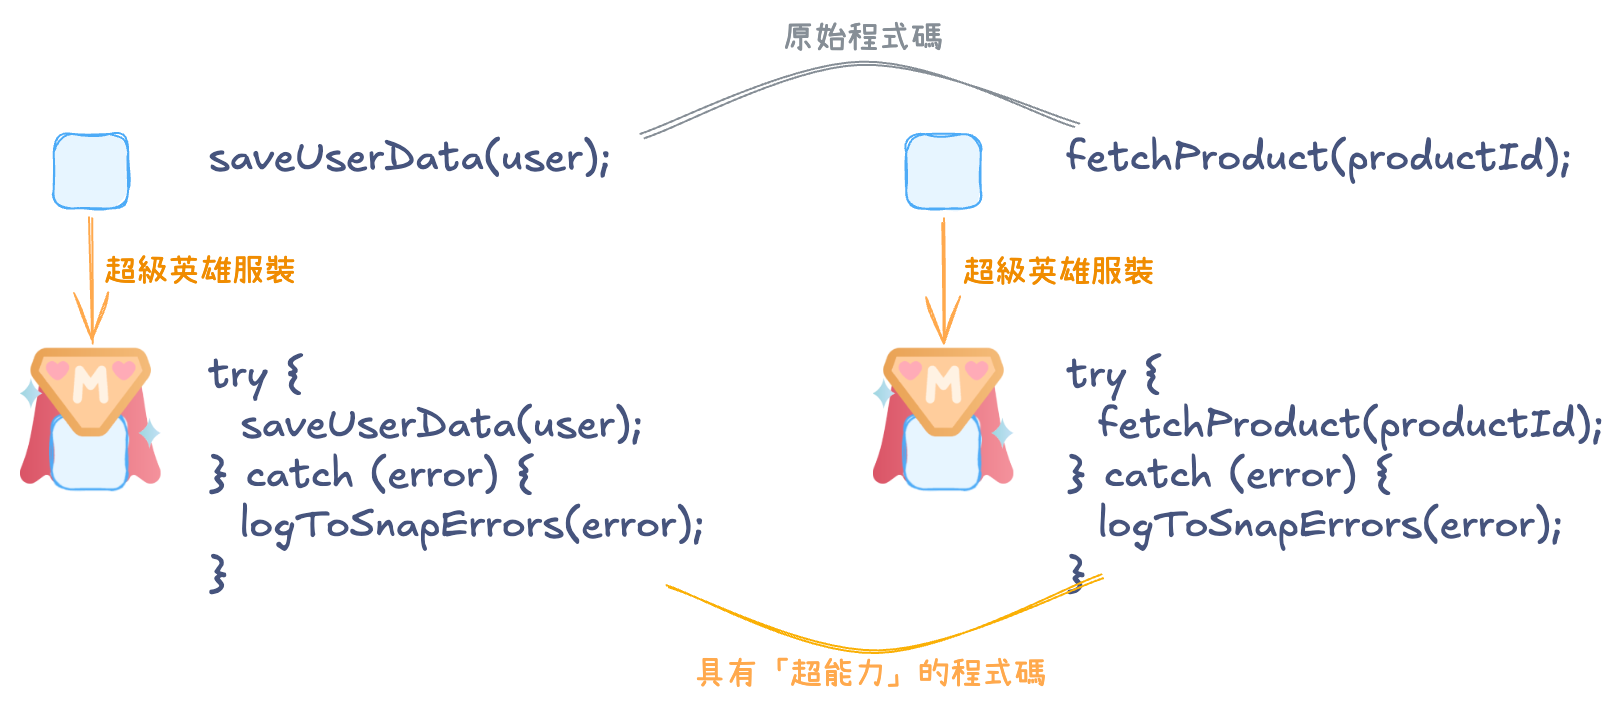 原始程式碼
saveUserData(user);
fetchProduct(productId);
超級英雄服裝
超級英雄服裝
M
try {
saveUserData(user);
} catch (error) {
logToSnapErrors(error);
}
M
try {
fetchProduct(productId);
} catch (error) {
logToSnapErrors(error);
}
具有「超能力」的程式碼